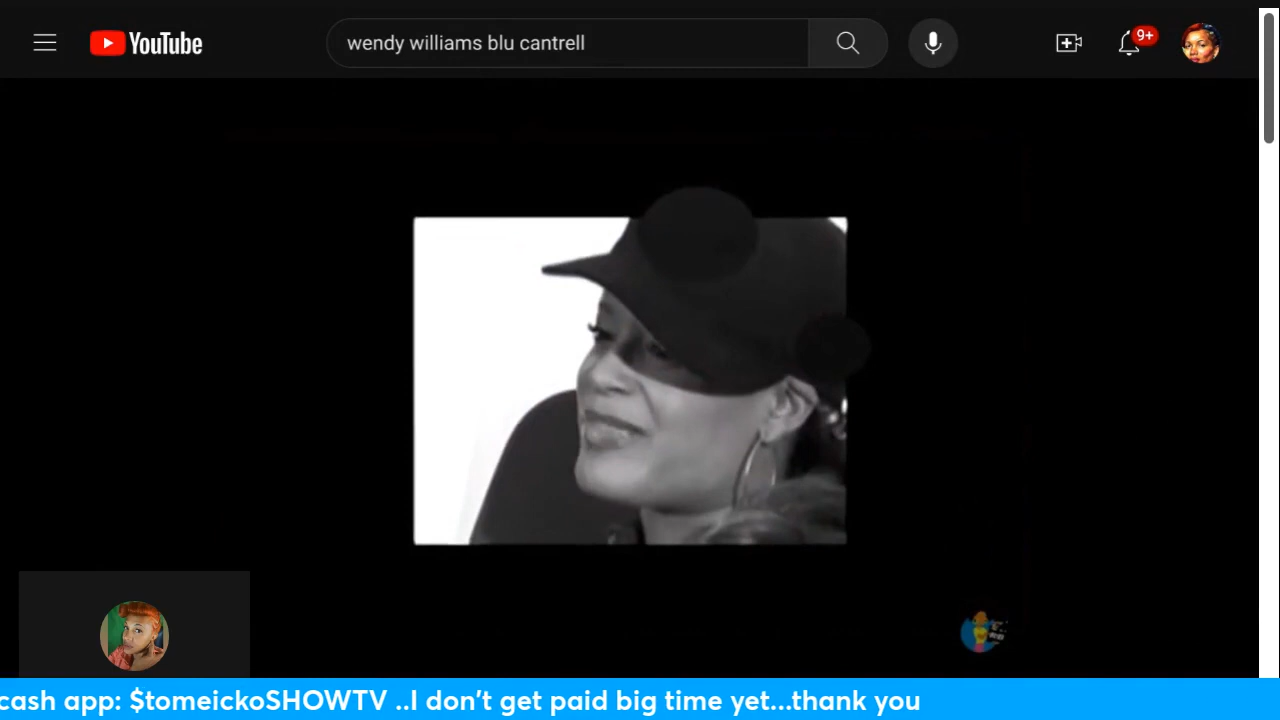 YouTube
wendy williams blu cantrell
9+
cash app: $tomeickoSHOWTV ..I don't get paid big time yet...thank you